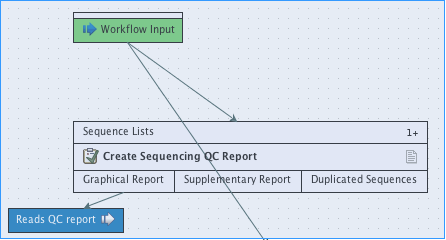 Workflow Input
Sequence Lists 1+
Create Sequencing QC Report
Graphical Report Supplementary Report Duplicated Sequences
Reads QC report